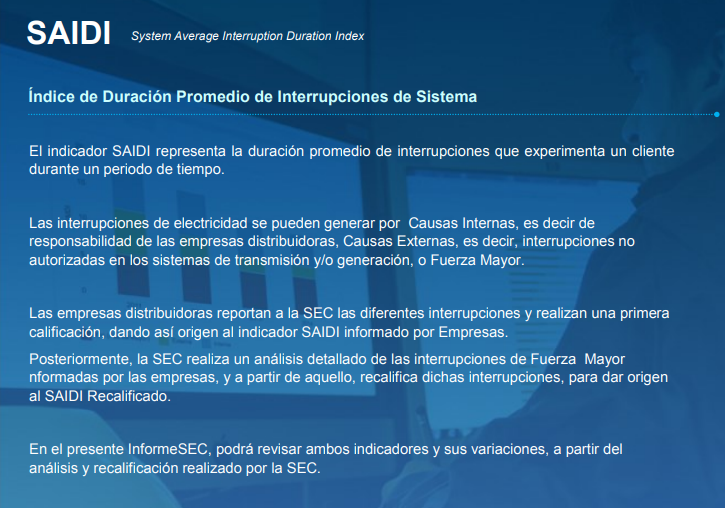 SAIDI System Average Interruption Duration Index
Índice de Duración Promedio de Interrupciones de Sistema
El indicador SAIDI representa la duración promedio de interrupciones que experimenta un cliente
durante un periodo de tiempo.
Las interrupciones de electricidad se pueden generar por Causas Internas, es decir de
responsabilidad de las empresas distribuidoras, Causas Externas, es decir, interrupciones no
autorizadas en los sistemas de transmisión y/o generación, o Fuerza Mayor.
Las empresas distribuidoras reportan a la SEC las diferentes interrupciones y realizan una primera
calificación, dando así origen al indicador SAIDI informado por Empresas.
Posteriormente, la SEC realiza un análisis detallado de las interrupciones de Fuerza Mayor
nformadas por las empresas, y a partir de aquello, recalifica dichas interrupciones, para dar origen
al SAIDI Recalificado.
En el presente InformeSEC, podrá revisar ambos indicadores y sus variaciones, a partir del
análisis y recalificación realizado por la SEC.